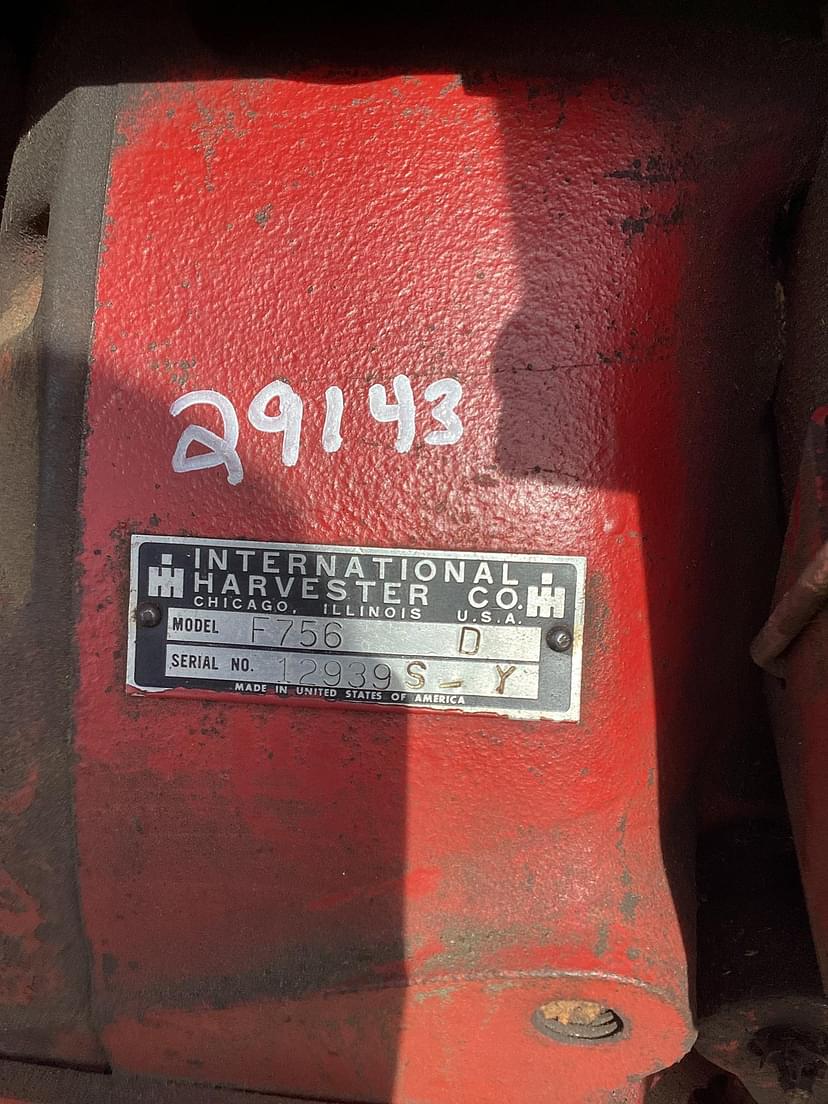 29143
INTERNATIONAL
HARVESTER CO.
CHICAGO, ILLINOIS U.S.A.
MODEL F756 D
SERIAL NO. 12939 S - Y
MADE IN UNITED STATES OF AMERICA